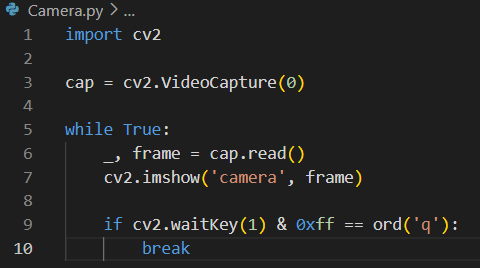 Camera.py > ...
1 import cv2
2
3 cap = cv2.VideoCapture(0)
4
5 while True:
6     _, frame = cap.read()
7     cv2.imshow('camera', frame)
8
9     if cv2.waitKey(1) & 0xff == ord('q'):
10         break